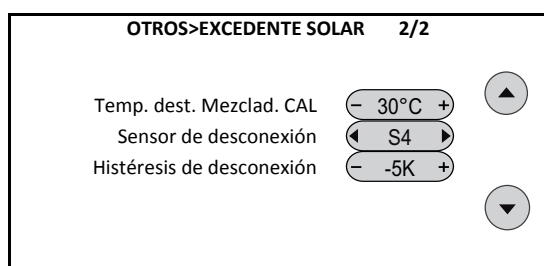 OTROS>EXCEDENTE SOLAR 2/2
Temp. dest. Mezclad. CAL - 30°C +
Sensor de desconexión S4
Histéresis de desconexión - -5K +